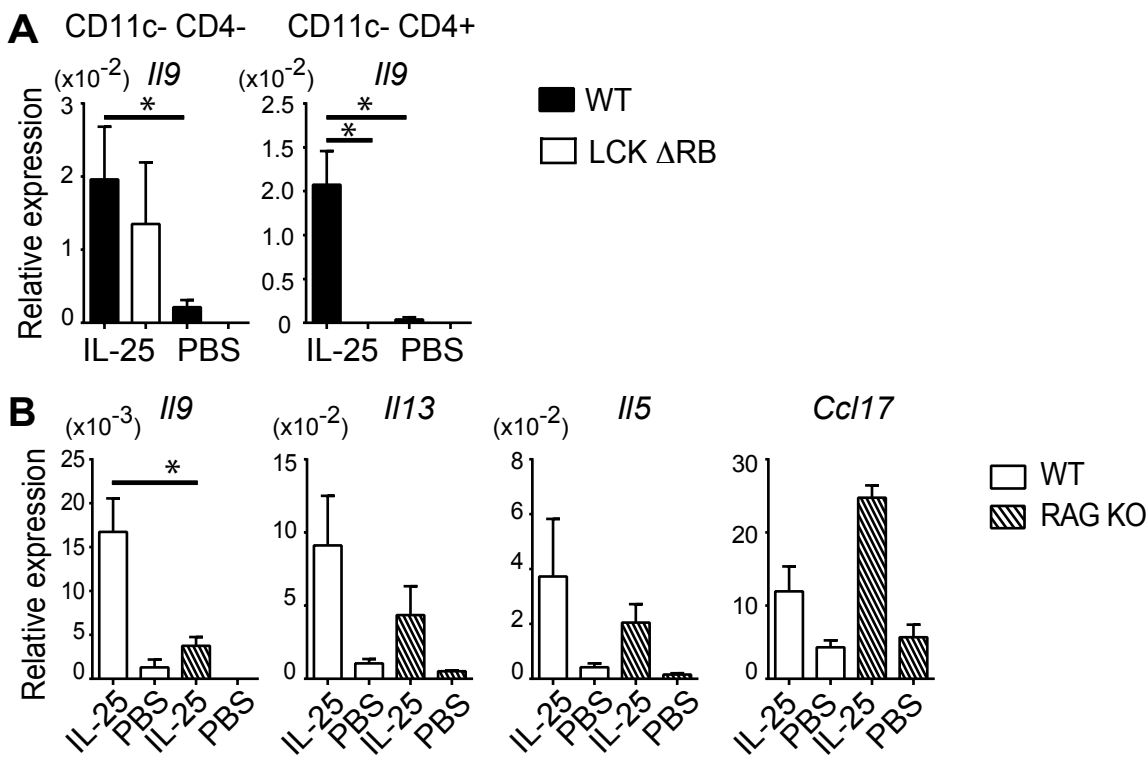 A CD11c- CD4- CD11c- CD4+
(x10-2) Il9 (x10-2) Il9
Relative expression
3
2
1
0
*
IL-25 PBS
2.5
1.5
2.0
1.0
0.5
0
*
*
IL-25 PBS
WT
LCK ΔRB
B
(x10-3) Il9
Relative expression
25
20
15
10
5
0
*
IL-25 PBS IL-25 PBS
(x10-2) Il13
15
10
5
0
IL-25 PBS IL-25 PBS
(x10-2) Il5
8
6
4
2
0
IL-25 PBS IL-25 PBS
Ccl17
30
20
10
0
IL-25 PBS IL-25 PBS
WT
RAG KO